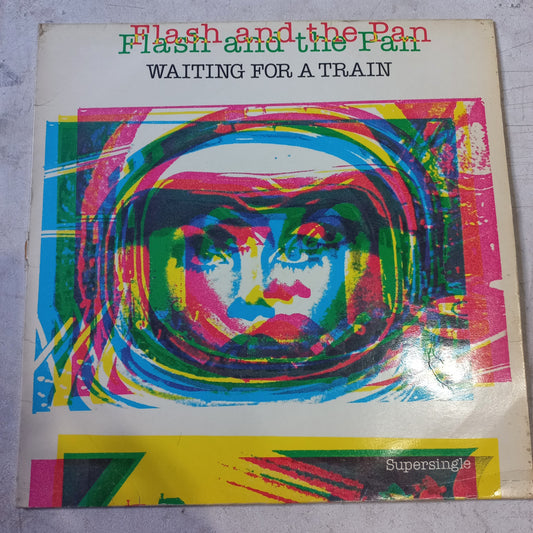 Flash and the Pan
Flash and the Pan
WAITING FOR A TRAIN
Supersingle